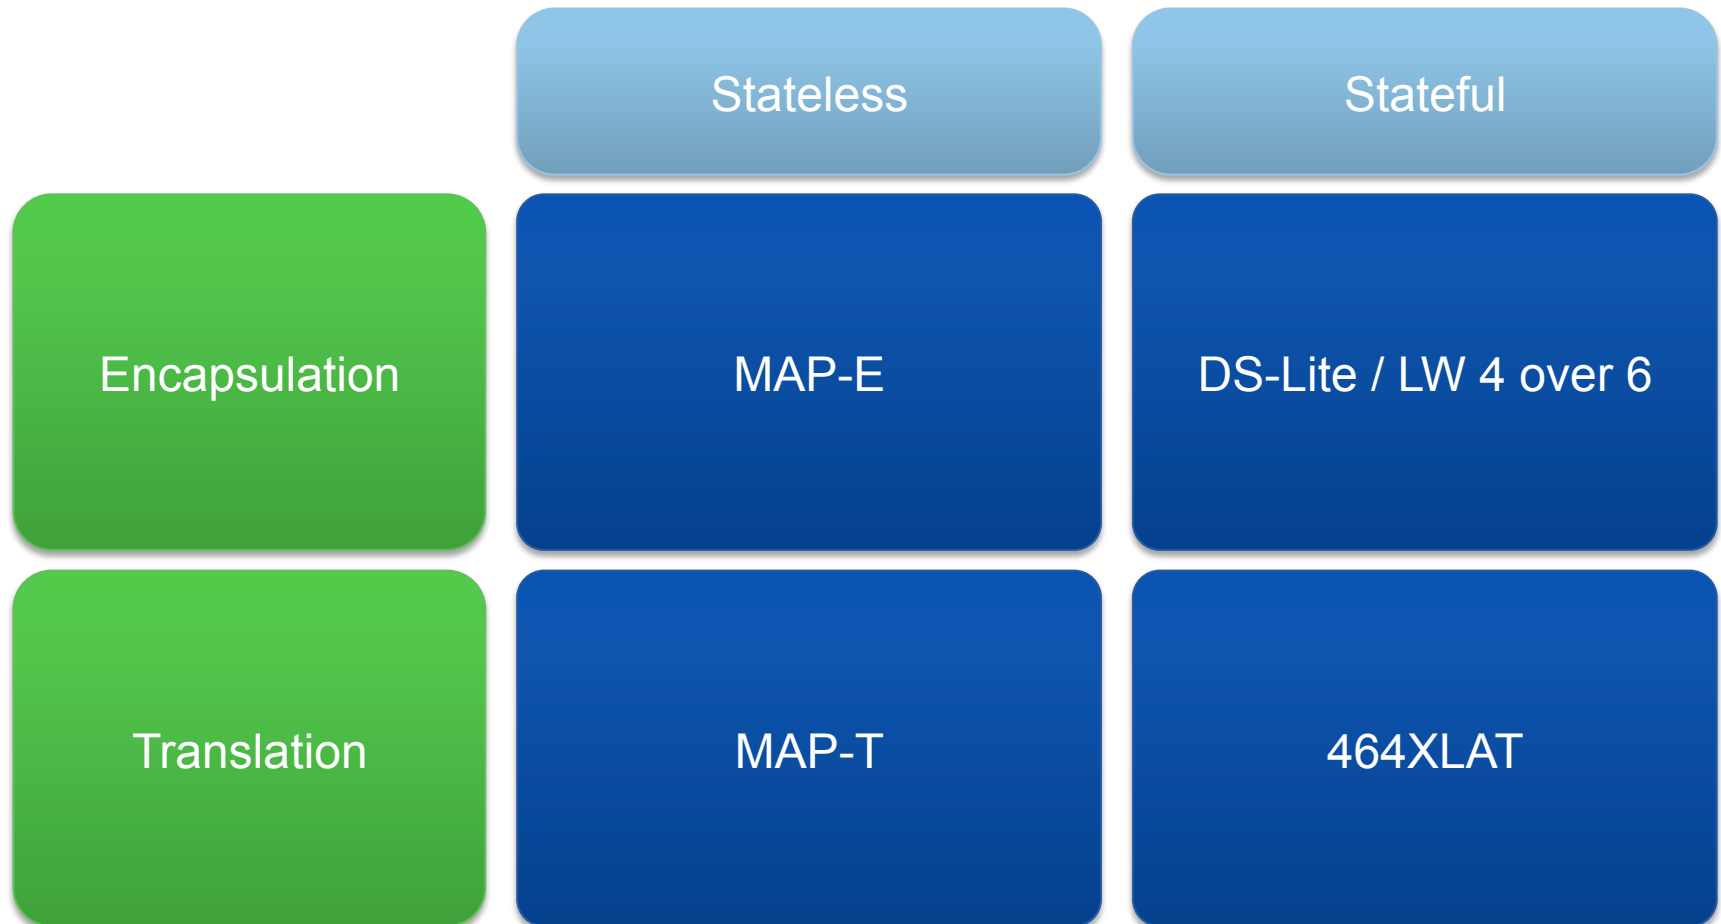 Stateless
Stateful
Encapsulation
MAP-E
DS-Lite / LW 4 over 6
Translation
MAP-T
464XLAT